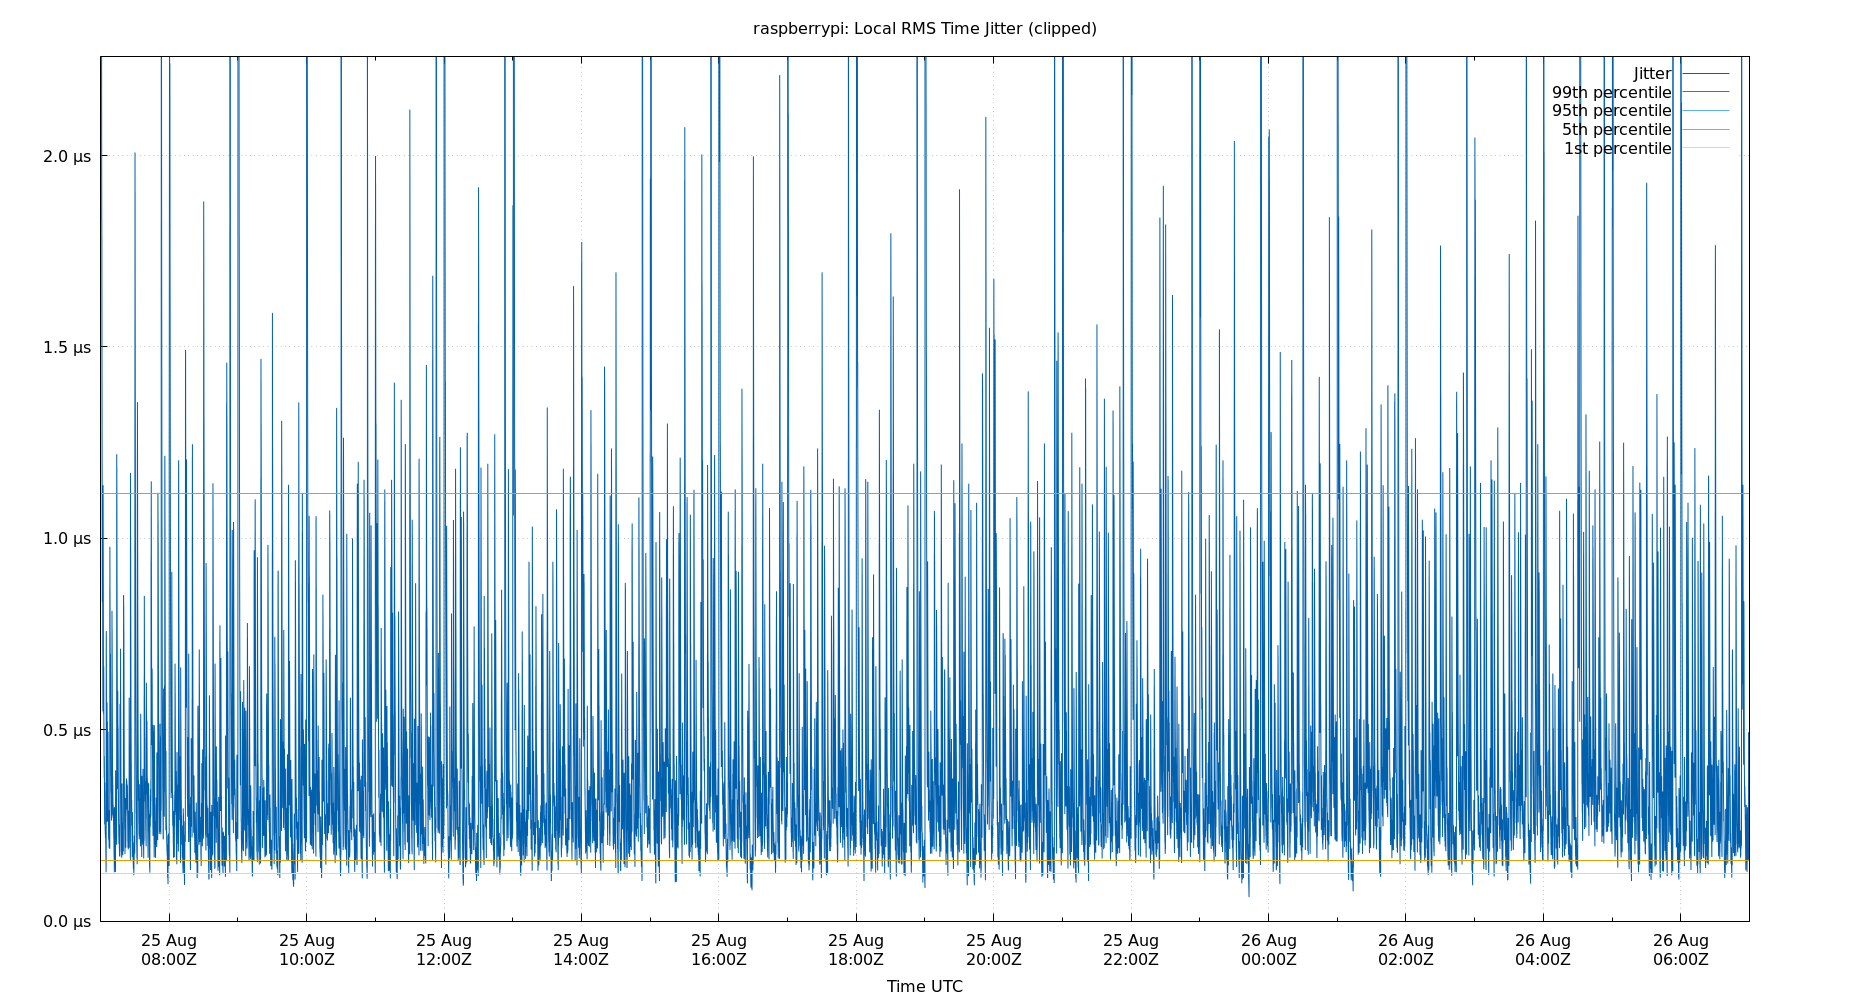 raspberrypi: Local RMS Time Jitter (clipped)
Jitter
99th percentile
95th percentile
5th percentile
1st percentile
2.0 µs
1.5 µs
1.0 µs
0.5 µs
0.0 µs
25 Aug 25 Aug 25 Aug 25 Aug 25 Aug 25 Aug 25 Aug 25 Aug 26 Aug 26 Aug 26 Aug 26 Aug
08:00Z 10:00Z 12:00Z 14:00Z 16:00Z 18:00Z 20:00Z 22:00Z 00:00Z 02:00Z 04:00Z 06:00Z
Time UTC